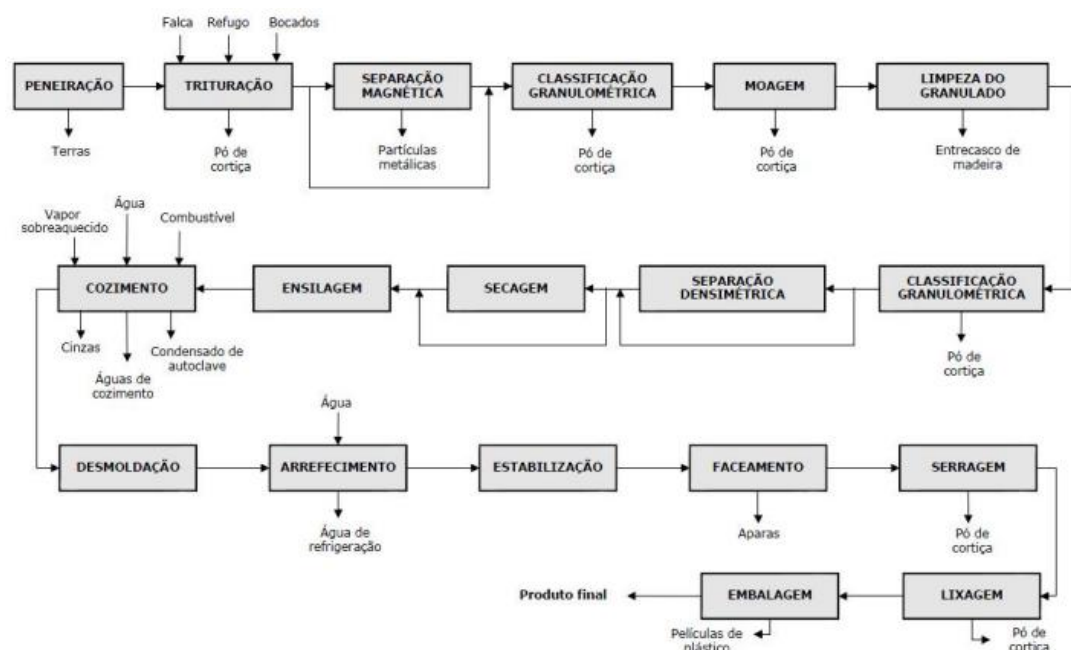 Falca
Refugo
Bocados
PENEIRAÇÃO
TRITURAÇÃO
SEPARAÇÃO
MAGNÉTICA
CLASSIFICAÇÃO
GRANULOMÉTRICA
MOAGEM
LIMPEZA DO
GRANULADO
Terras
Pó de
cortiça
Partículas
metálicas
Pó de
cortiça
Pó de
cortiça
Entrecasco de
madeira
Vapor
sobreaquecido
Água
Combustível
COZIMENTO
ENSILAGEM
SECAGEM
SEPARAÇÃO
DENSIMÉTRICA
CLASSIFICAÇÃO
GRANULOMÉTRICA
Cinzas
Águas de
cozimento
Condensado de
autoclave
Pó de
cortiça
Água
DESMOLDAÇÃO
ARREFECIMENTO
ESTABILIZAÇÃO
FACEAMENTO
SERRAGEM
Água de
refrigeração
Aparas
Pó de
cortiça
Produto final
EMBALAGEM
LIXAGEM
Películas de
plástico
Pó de
cortiça